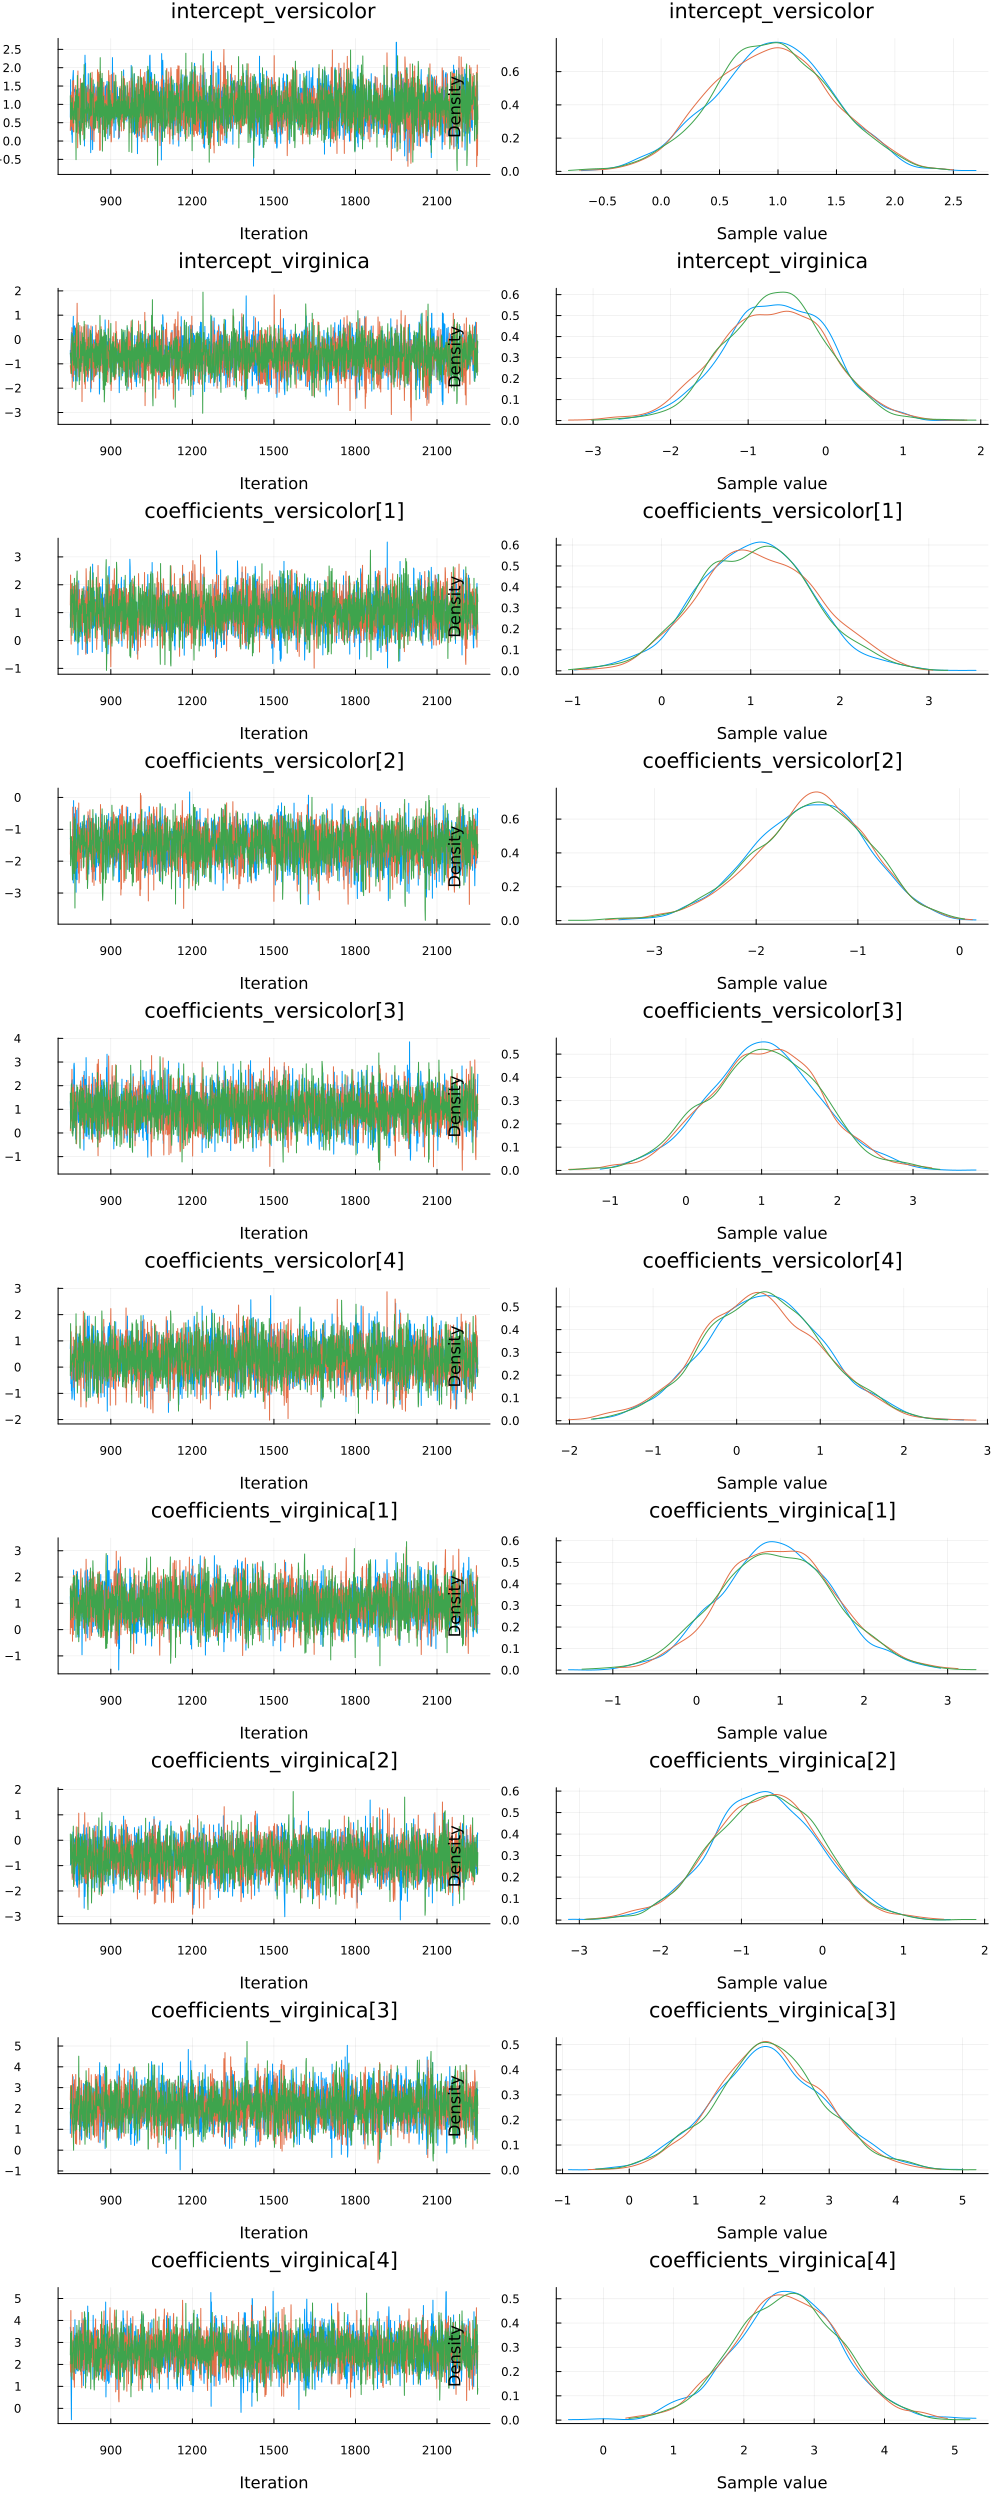 intercept_versicolor
2.5
2.0
1.5
1.0
0.5
0.0
−0.5
900 1200 1500 1800 2100
Iteration
intercept_versicolor
Density
0.6
0.4
0.2
0.0
−0.5 0.0 0.5 1.0 1.5 2.0 2.5
Sample value
intercept_virginica
2
1
0
−1
−2
−3
900 1200 1500 1800 2100
Iteration
intercept_virginica
Density
0.6
0.5
0.4
0.3
0.2
0.1
0.0
−3 −2 −1 0 1 2
Sample value
coefficients_versicolor[1]
3
2
1
0
−1
900 1200 1500 1800 2100
Iteration
coefficients_versicolor[1]
Density
0.6
0.5
0.4
0.3
0.2
0.1
0.0
−1 0 1 2 3
Sample value
coefficients_versicolor[2]
0
−1
−2
−3
900 1200 1500 1800 2100
Iteration
coefficients_versicolor[2]
Density
0.6
0.4
0.2
0.0
−3 −2 −1 0
Sample value
coefficients_versicolor[3]
4
3
2
1
0
−1
900 1200 1500 1800 2100
Iteration
coefficients_versicolor[3]
Density
0.5
0.4
0.3
0.2
0.1
0.0
−1 0 1 2 3
Sample value
coefficients_versicolor[4]
3
2
1
0
−1
−2
900 1200 1500 1800 2100
Iteration
coefficients_versicolor[4]
Density
0.5
0.4
0.3
0.2
0.1
0.0
−2 −1 0 1 2 3
Sample value
coefficients_virginica[1]
3
2
1
0
−1
900 1200 1500 1800 2100
Iteration
coefficients_virginica[1]
Density
0.6
0.5
0.4
0.3
0.2
0.1
0.0
−1 0 1 2 3
Sample value
coefficients_virginica[2]
2
1
0
−1
−2
−3
900 1200 1500 1800 2100
Iteration
coefficients_virginica[2]
Density
0.6
0.5
0.4
0.3
0.2
0.1
0.0
−3 −2 −1 0 1 2
Sample value
coefficients_virginica[3]
5
4
3
2
1
0
−1
900 1200 1500 1800 2100
Iteration
coefficients_virginica[3]
Density
0.5
0.4
0.3
0.2
0.1
0.0
−1 0 1 2 3 4 5
Sample value
coefficients_virginica[4]
5
4
3
2
1
0
900 1200 1500 1800 2100
Iteration
coefficients_virginica[4]
Density
0.5
0.4
0.3
0.2
0.1
0.0
0 1 2 3 4 5
Sample value